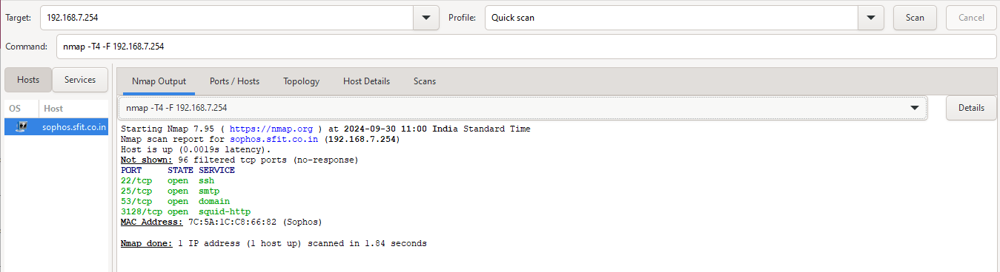 Target: 192.168.7.254 Profile: Quick scan Scan Cancel
Command: nmap -T4 -F 192.168.7.254
Hosts Services Nmap Output Ports / Hosts Topology Host Details Scans
OS Host nmap -T4 -F 192.168.7.254 Details
sophos.sfit.co.in
Starting Nmap 7.95 ( https://nmap.org ) at 2024-09-30 11:00 India Standard Time
Nmap scan report for sophos.sfit.co.in (192.168.7.254)
Host is up (0.0019s latency).
Not shown: 96 filtered tcp ports (no-response)
PORT STATE SERVICE
22/tcp open ssh
25/tcp open smtp
53/tcp open domain
3128/tcp open squid-http
MAC Address: 7C:5A:1C:C8:66:82 (Sophos)
Nmap done: 1 IP address (1 host up) scanned in 1.84 seconds